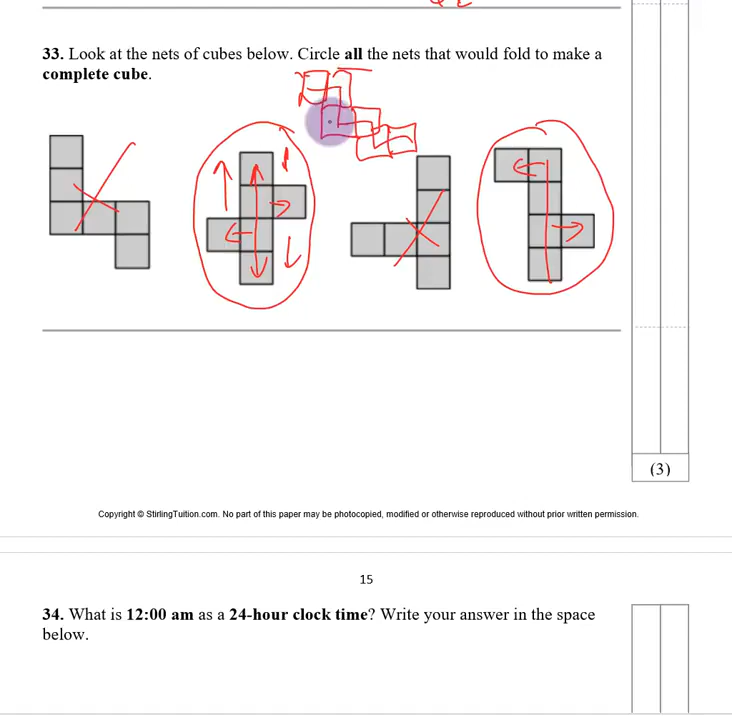 33. Look at the nets of cubes below. Circle all the nets that would fold to make a
complete cube.
(3)
Copyright © StirlingTuition.com. No part of this paper may be photocopied, modified or otherwise reproduced without prior written permission.
15
34. What is 12:00 am as a 24-hour clock time? Write your answer in the space
below.